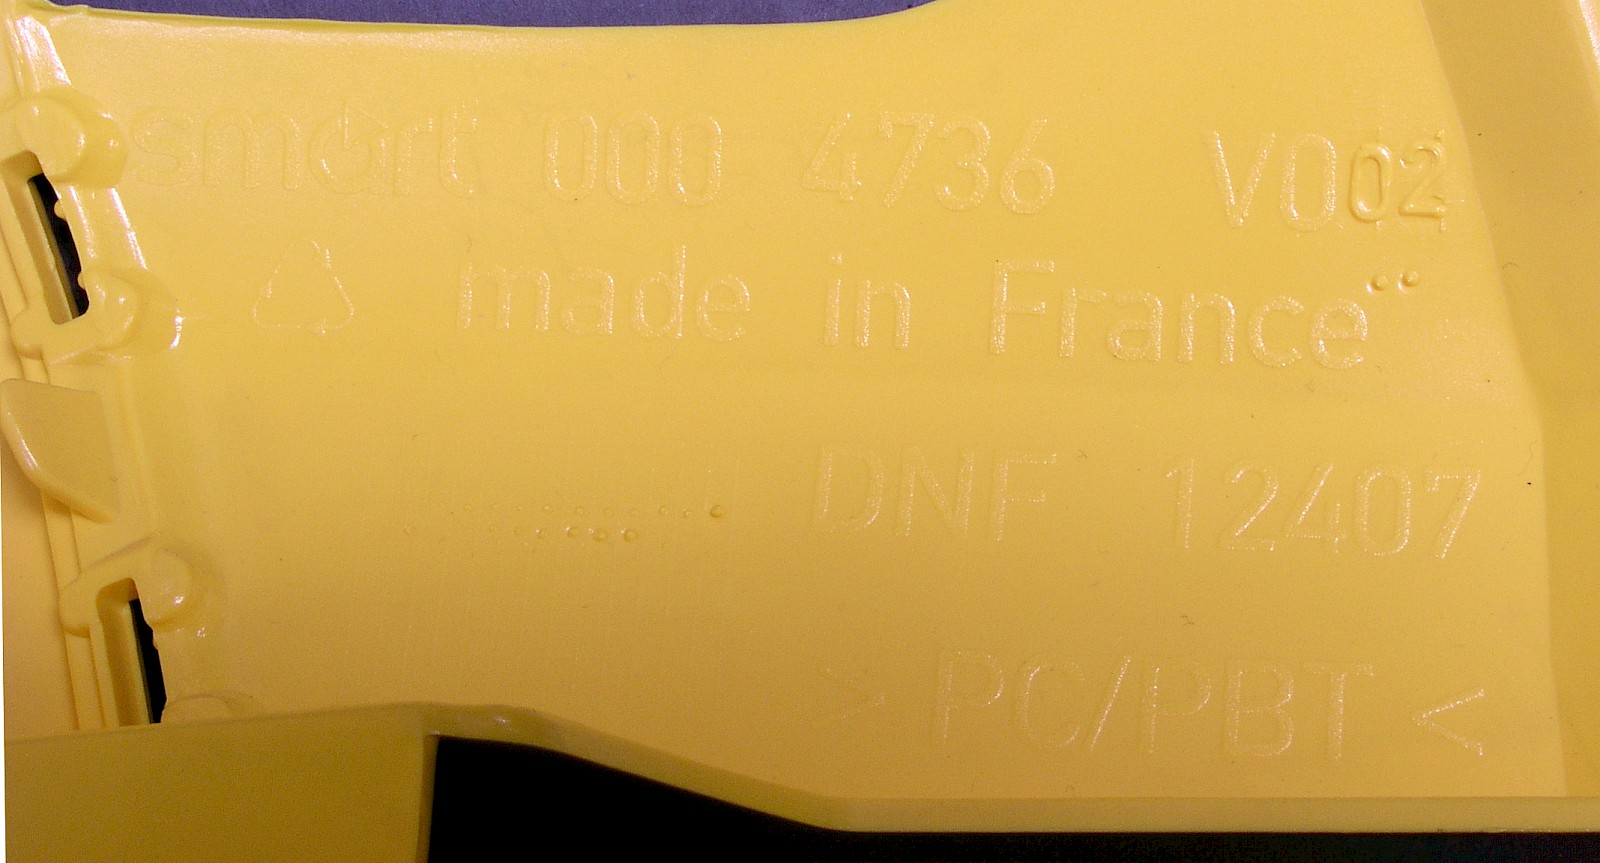 smart 000 4736 V002
made in France
DNF 12407
> PC/PBT <